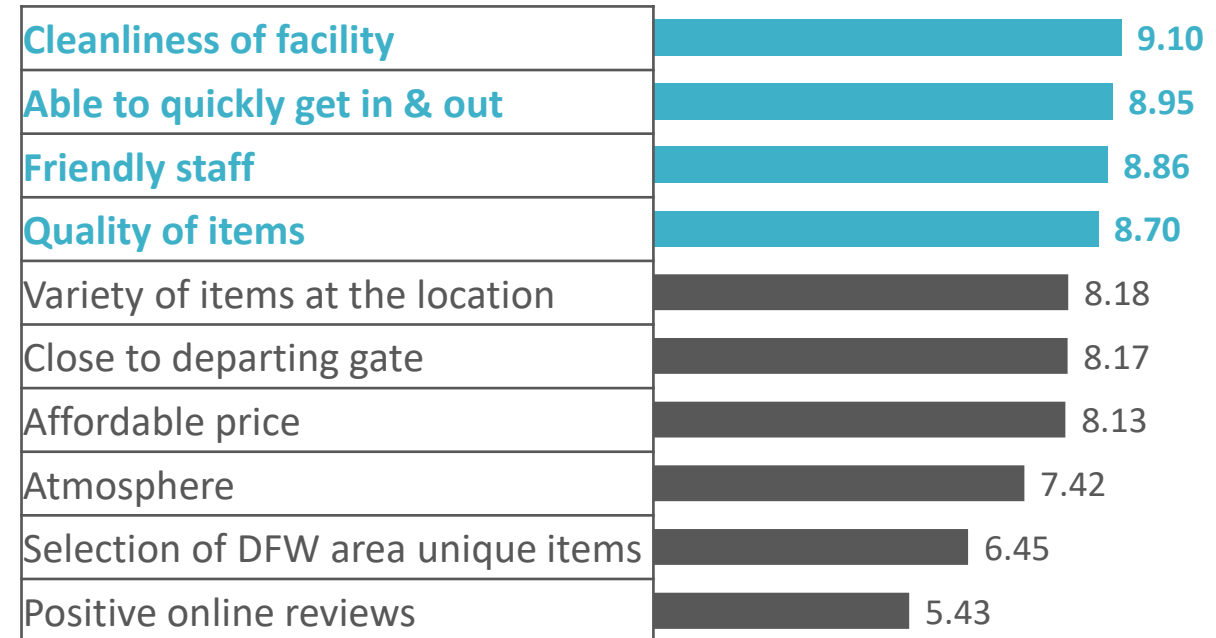 Cleanliness of facility 9.10
Able to quickly get in & out 8.95
Friendly staff 8.86
Quality of items 8.70
Variety of items at the location 8.18
Close to departing gate 8.17
Affordable price 8.13
Atmosphere 7.42
Selection of DFW area unique items 6.45
Positive online reviews 5.43